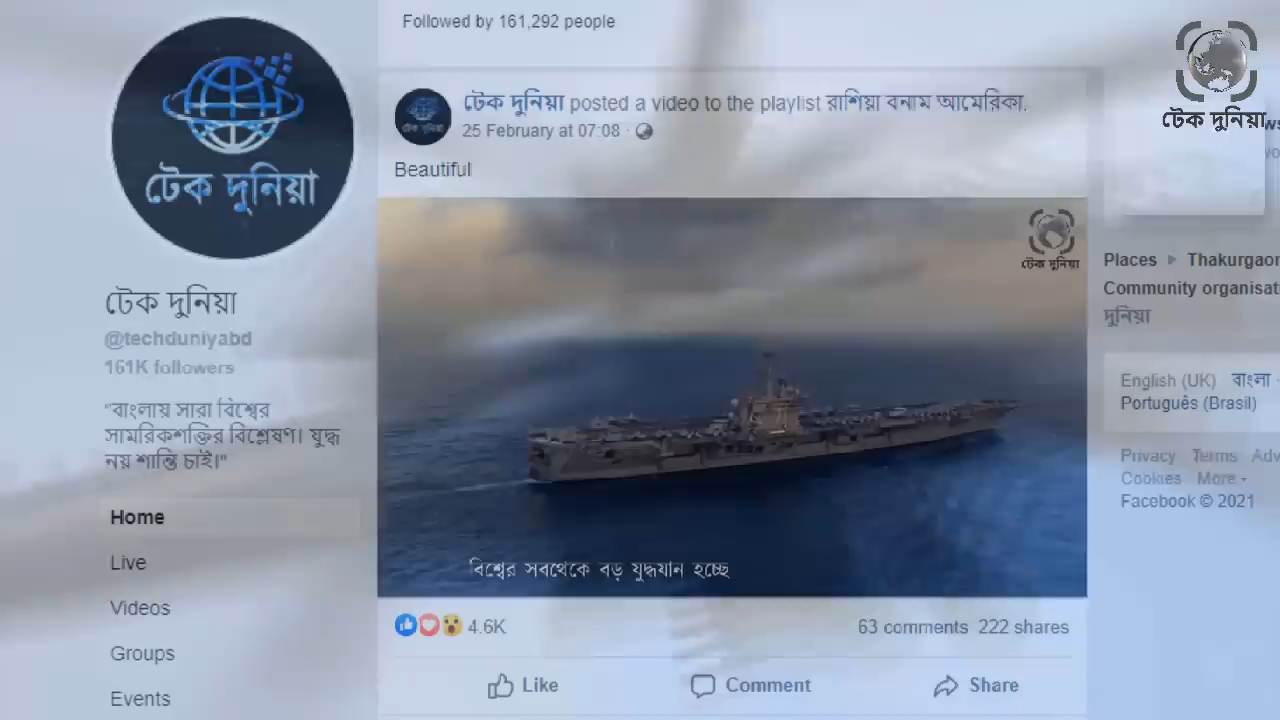 Followed by 161,292 people
টেক দুনিয়া
টেক দুনিয়া posted a video to the playlist রাশিয়া বনাম আমেরিকা.
25 February at 07:08 ·
Beautiful
টেক দুনিয়া
টেক দুনিয়া
টেক দুনিয়া
@techduniyabd
161K followers
"বাংলায় সারা বিশ্বের
সামরিকশক্তির বিশ্লেষণ। যুদ্ধ
নয় শান্তি চাই।"
Home
Live
Videos
Groups
Events
বিশ্বের সবথেকে বড় যুদ্ধযান হচ্ছে
4.6K
63 comments 222 shares
Like
Comment
Share
Places
Community
দুনিয়া
English (UK) বাংলা
Português (Brasil)
Privacy Terms
Cookies More
Facebook © 2021